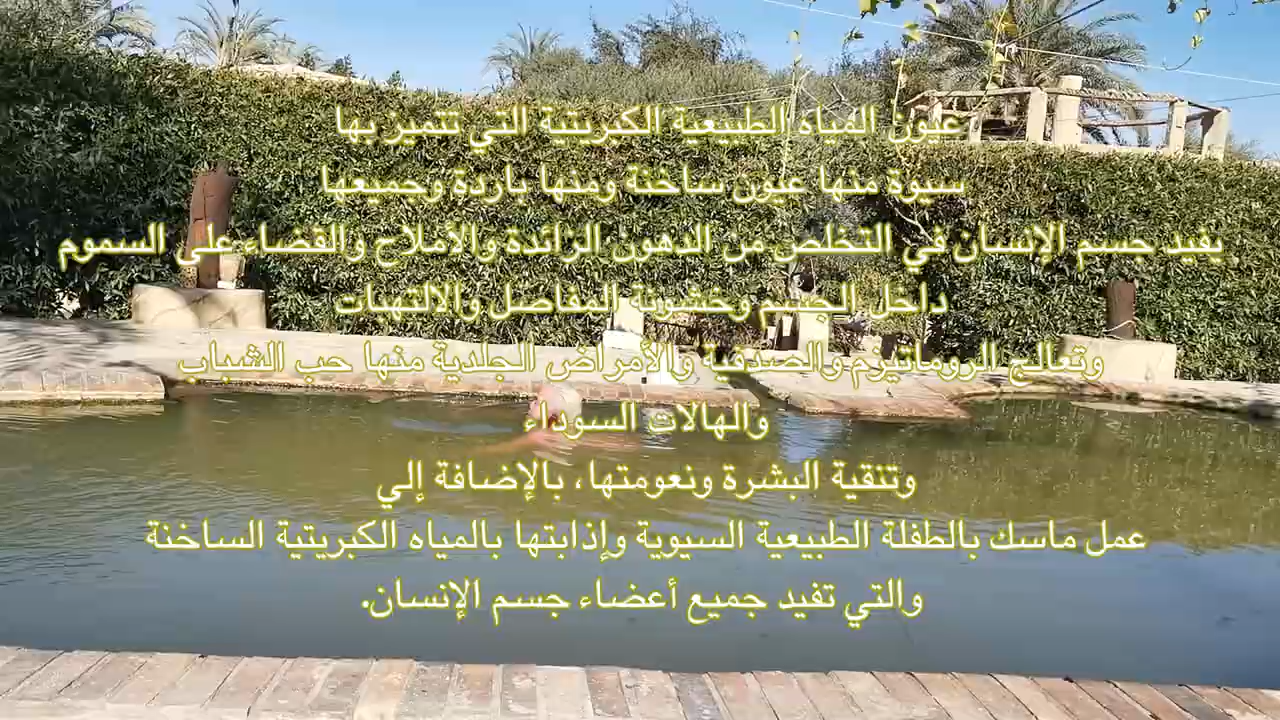 عيون المياه الطبيعية الكبريتية التي تتميز بها
سيوة منها عيون ساخنة ومنها باردة وجميعها
يفيد جسم الإنسان في التخلص من الدهون الزائدة والأملاح والقضاء على السموم
داخل الجسم وخشونة المفاصل والالتهبات
وتعالج الروماتيزم والصدفية والأمراض الجلدية منها حب الشباب
والهالات السوداء
وتنقية البشرة ونعومتها، بالإضافة إلي
عمل ماسك بالطفلة الطبيعية السيوية وإذابتها بالمياه الكبريتية الساخنة
والتي تفيد جميع أعضاء جسم الإنسان.